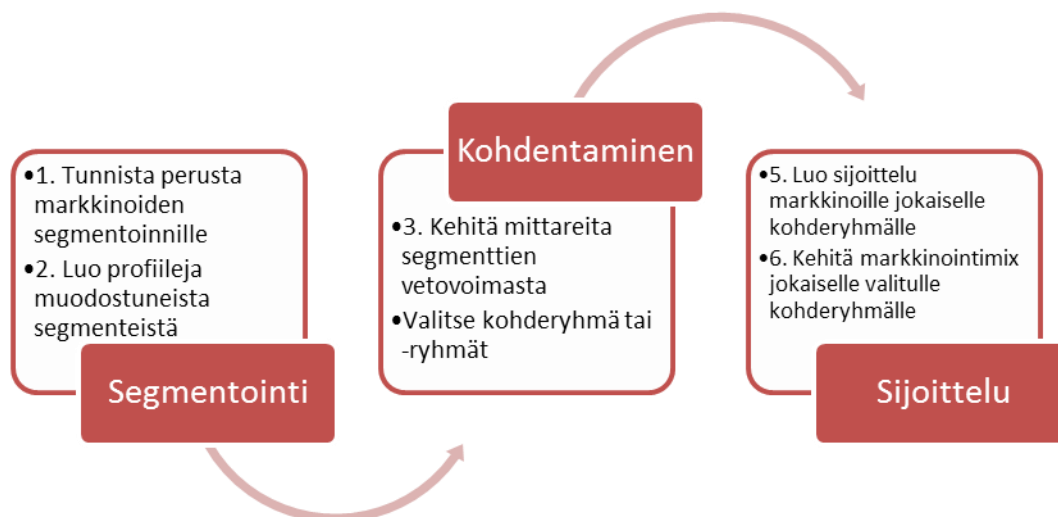 •1. Tunnista perusta
markkinoiden
segmentoinnille
•2. Luo profiileja
muodostuneista
segmenteistä
Segmentointi
Kohdentaminen
•3. Kehitä mittareita
segmenttien
vetovoimasta
•Valitse kohderyhmä tai
-ryhmät
•5. Luo sijoittelu
markkinoille jokaiselle
kohderyhmälle
•6. Kehitä markkinointimix
jokaiselle valitulle
kohderyhmälle
Sijoittelu